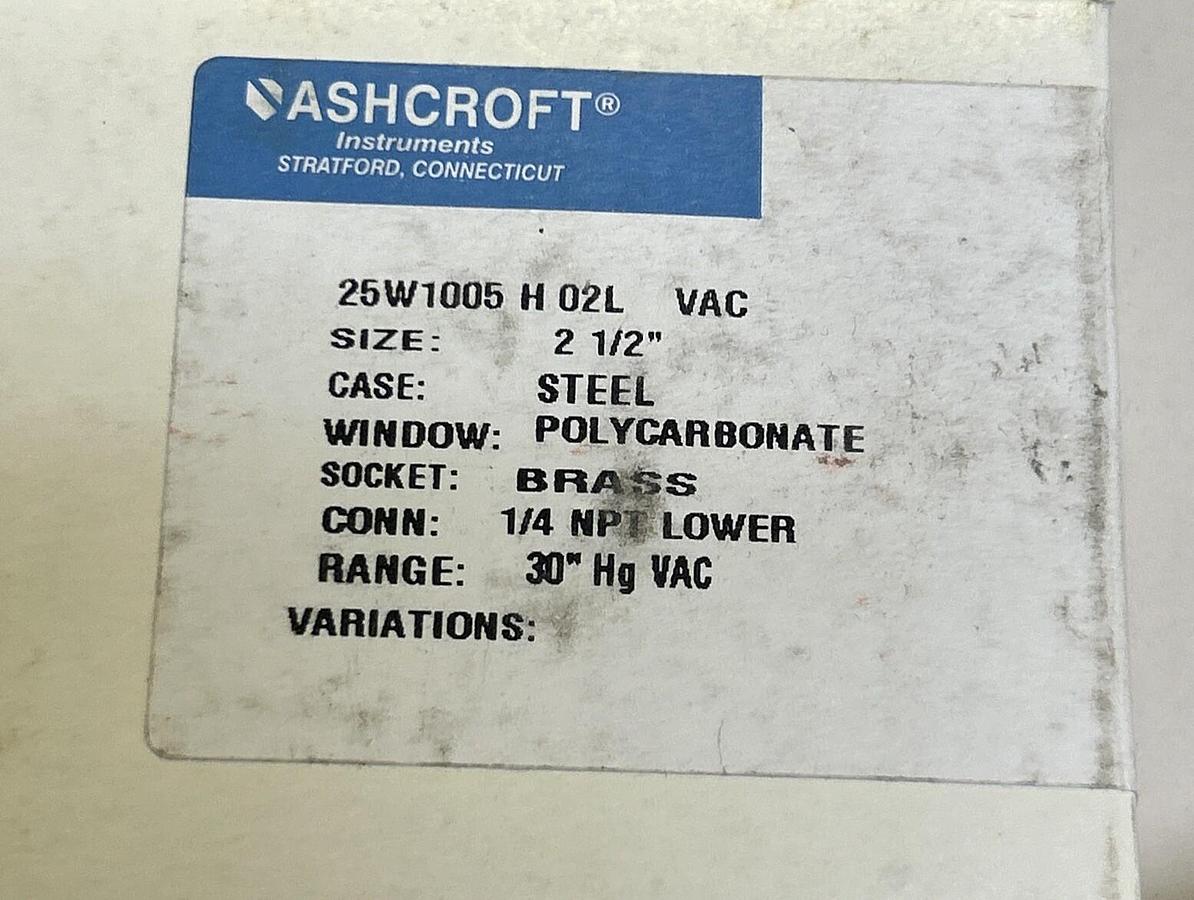 ASHCROFT®
Instruments
STRATFORD, CONNECTICUT
25W1005 H 02L VAC
SIZE: 2 1/2"
CASE: STEEL
WINDOW: POLYCARBONATE
SOCKET: BRASS
CONN: 1/4 NPT LOWER
RANGE: 30" Hg VAC
VARIATIONS: